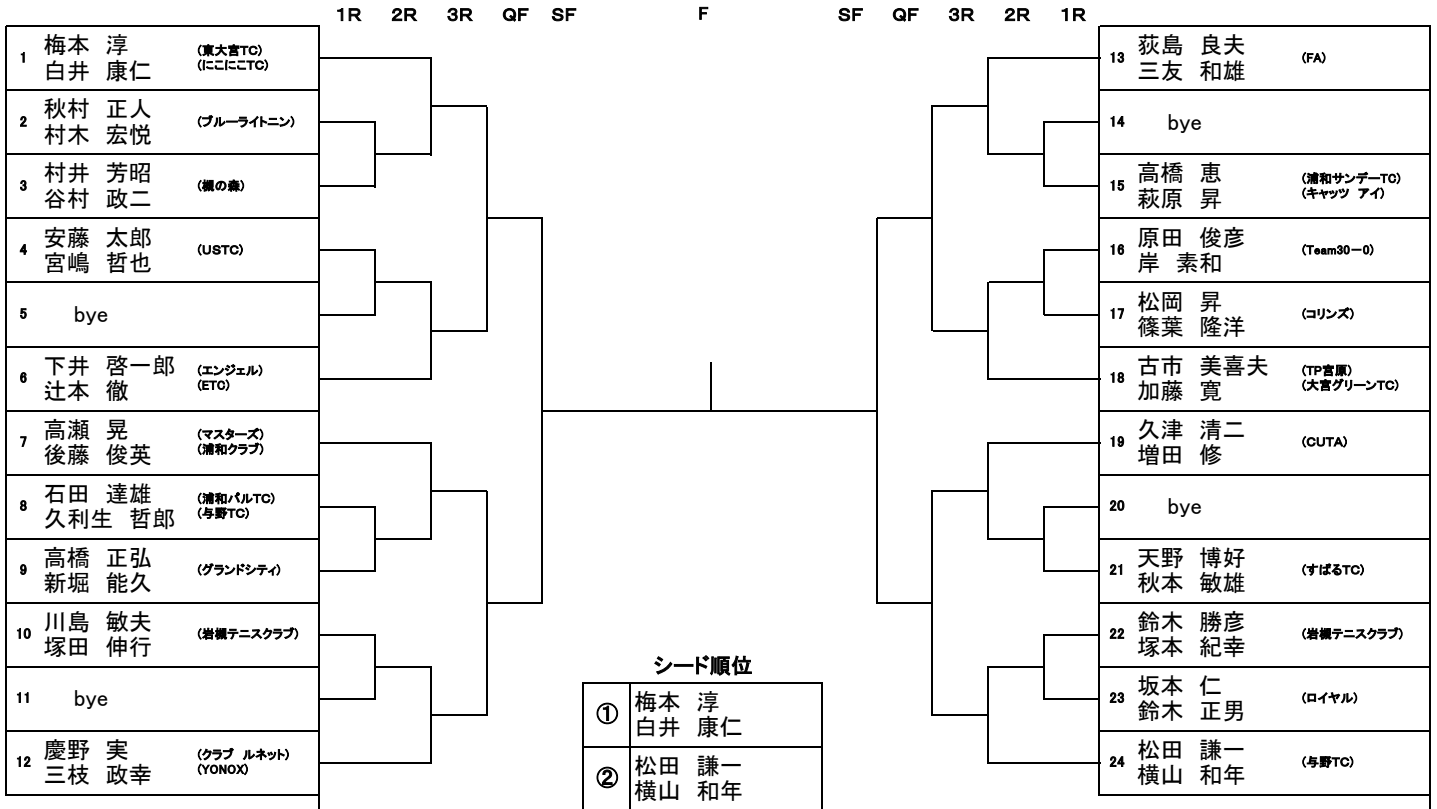 1R 2R 3R QF SF F SF QF 3R 2R 1R
1 梅本 淳 (東大宮TC)
白井 康仁 (にこにこTC)
2 秋村 正人 (ブルーライトニン)
村木 宏悦
3 村井 芳昭 (槻の森)
谷村 政二
4 安藤 太郎 (USTC)
宮嶋 哲也
5 bye
6 下井 啓一郎 (エンジェル)
辻本 徹 (ETC)
7 高瀬 晃 (マスターズ)
後藤 俊英 (浦和クラブ)
8 石田 達雄 (浦和パルTC)
久利生 哲郎 (与野TC)
9 高橋 正弘 (グランドシティ)
新堀 能久
10 川島 敏夫 (岩槻テニスクラブ)
塚田 伸行
11 bye
12 慶野 実 (クラブ ルネット)
三枝 政幸 (YONOX)
13 荻島 良夫 (FA)
三友 和雄
14 bye
15 高橋 恵 (浦和サンデーTC)
萩原 昇 (キャッツ アイ)
16 原田 俊彦 (Team30－0)
岸 素和
17 松岡 昇 (コリンズ)
篠葉 隆洋
18 古市 美喜夫 (TP宮原)
加藤 寛 (大宮グリーンTC)
19 久津 清二 (CUTA)
増田 修
20 bye
21 天野 博好 (すばるTC)
秋本 敏雄
22 鈴木 勝彦 (岩槻テニスクラブ)
塚本 紀幸
23 坂本 仁 (ロイヤル)
鈴木 正男
24 松田 謙一 (与野TC)
横山 和年
シード順位
① 梅本 淳
白井 康仁
② 松田 謙一
横山 和年